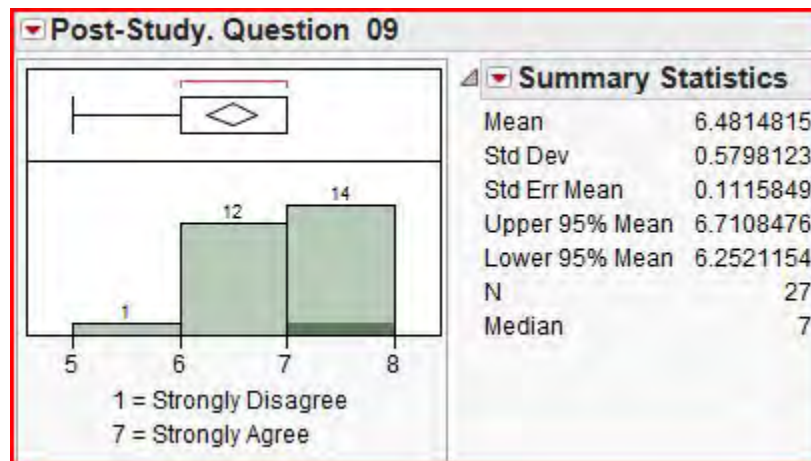 Post-Study. Question 09
1
12
14
5 6 7 8
1 = Strongly Disagree
7 = Strongly Agree
Summary Statistics
Mean 6.4814815
Std Dev 0.5798123
Std Err Mean 0.1115849
Upper 95% Mean 6.7108476
Lower 95% Mean 6.2521154
N 27
Median 7